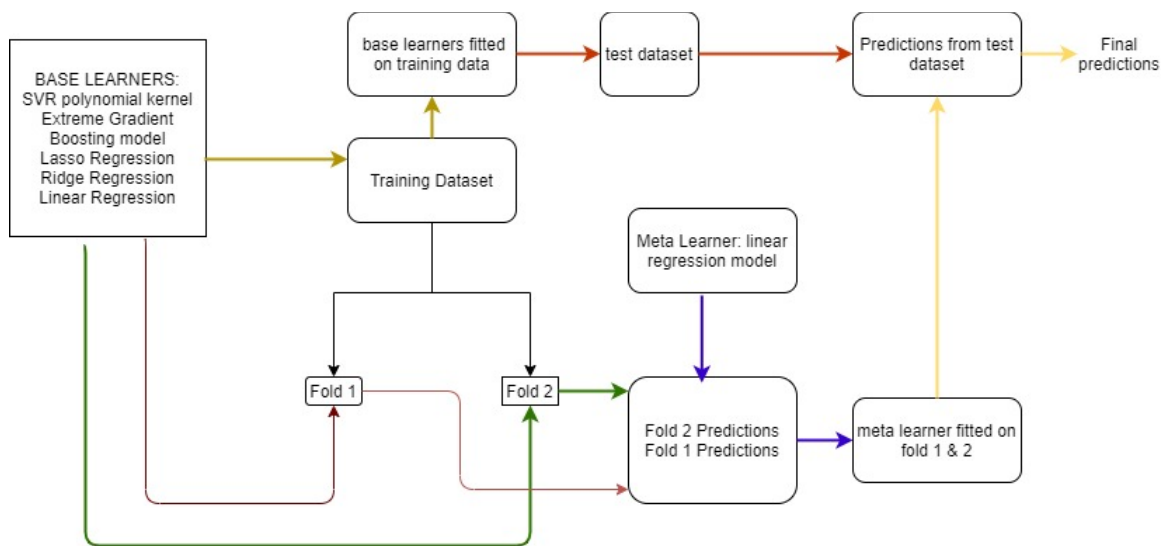 BASE LEARNERS:
SVR polynomial kernel
Extreme Gradient
Boosting model
Lasso Regression
Ridge Regression
Linear Regression
base learners fitted
on training data
test dataset
Predictions from test
dataset
Final
predictions
Training Dataset
Meta Learner: linear
regression model
Fold 1
Fold 2
Fold 2 Predictions
Fold 1 Predictions
meta learner fitted on
fold 1 & 2